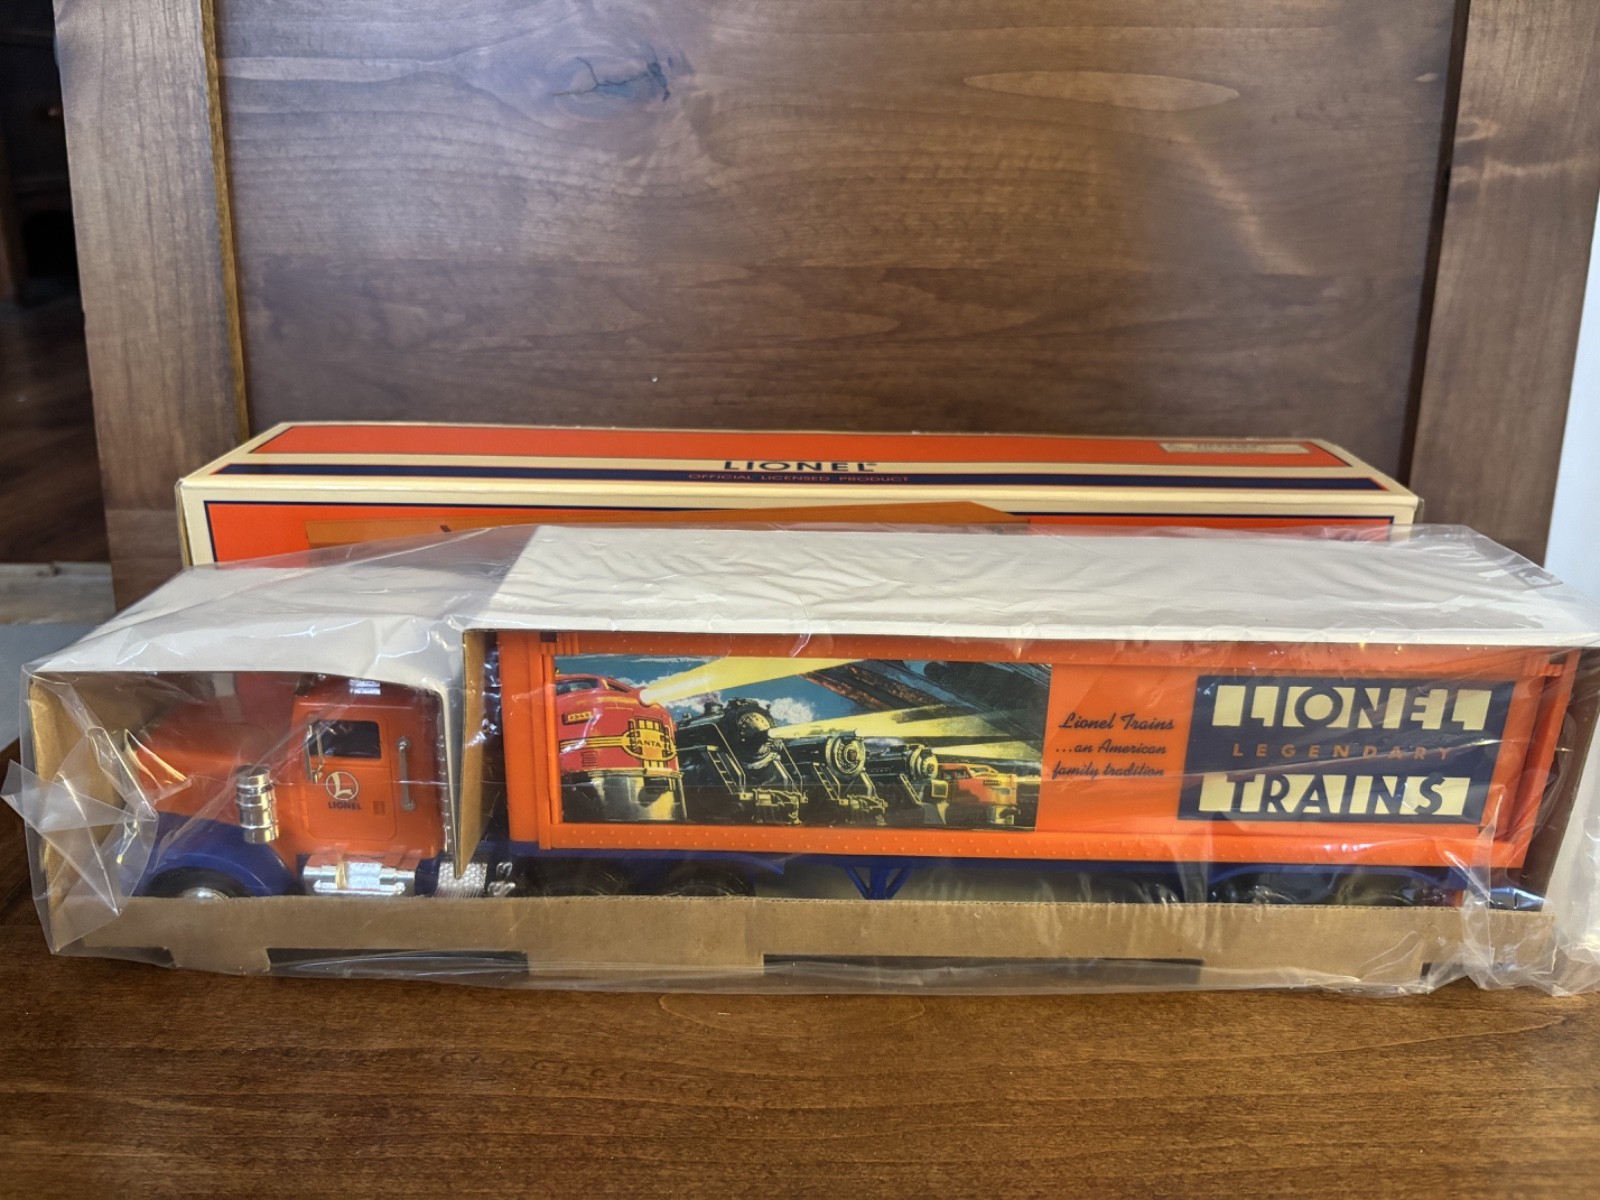 LIONEL
OFFICIAL LICENSED PRODUCT
L
LIONEL
SANTA
Lionel Trains
...an American
family tradition
LIONEL
LEGENDARY
TRAINS